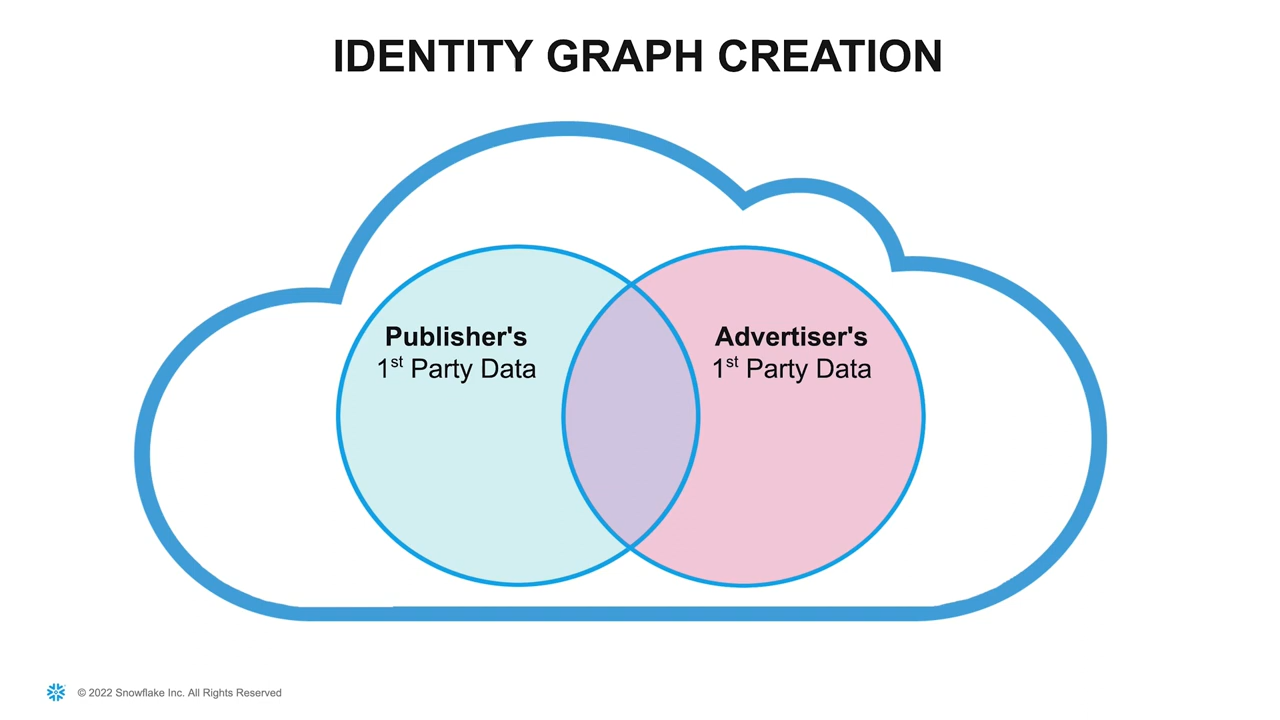 IDENTITY GRAPH CREATION
Publisher's
1st Party Data
Advertiser's
1st Party Data
© 2022 Snowflake Inc. All Rights Reserved